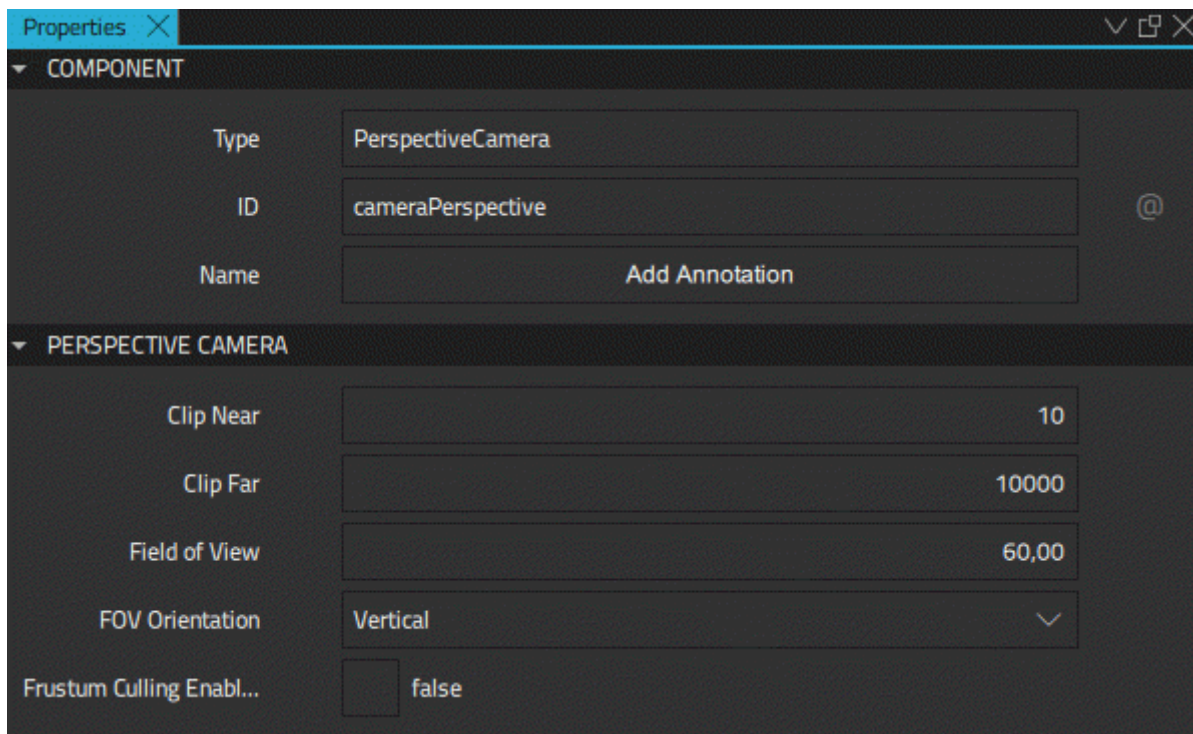 Properties
COMPONENT
Type PerspectiveCamera
ID cameraPerspective @
Name Add Annotation
PERSPECTIVE CAMERA
Clip Near 10
Clip Far 10000
Field of View 60,00
FOV Orientation Vertical
Frustum Culling Enabl... false